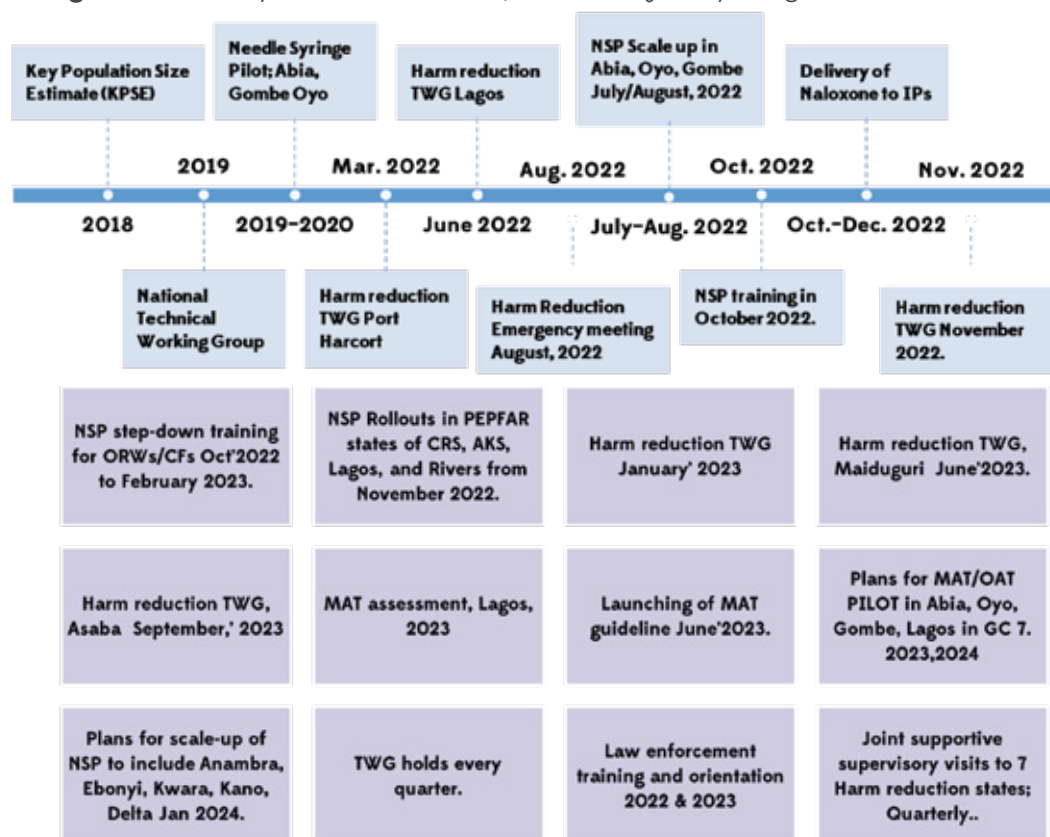 Key Population Size
Estimate (KPSE)
Needle Syringe
Pilot; Abia,
Gombe Oyo
Harm reduction
TWG Lagos
NSP Scale up in
Abia, Oyo, Gombe
July/August, 2022
Delivery of
Naloxone to IPs
2019
Mar. 2022
Aug. 2022
Oct. 2022
Nov. 2022
2018
2019-2020
June 2022
July-Aug. 2022
Oct.-Dec. 2022
National
Technical
Working Group
Harm reduction
TWG Port
Harcort
Harm Reduction
Emergency meeting
August, 2022
NSP training in
October 2022.
Harm reduction
TWG November
2022.
NSP step-down training
for ORWs/CFs Oct'2022
to February 2023.
NSP Rollouts in PEPFAR
states of CRS, AKS,
Lagos, and Rivers from
November 2022.
Harm reduction TWG
January' 2023
Harm reduction TWG,
Maiduguri June'2023.
Harm reduction TWG,
Asaba September,' 2023
MAT assessment, Lagos,
2023
Launching of MAT
guideline June'2023.
Plans for MAT/OAT
PILOT in Abia, Oyo,
Gombe, Lagos in GC 7.
2023,2024
Plans for scale-up of
NSP to include Anambra,
Ebonyi, Kwara, Kano,
Delta Jan 2024.
TWG holds every
quarter.
Law enforcement
training and orientation
2022 & 2023
Joint supportive
supervisory visits to 7
Harm reduction states;
Quarterly..